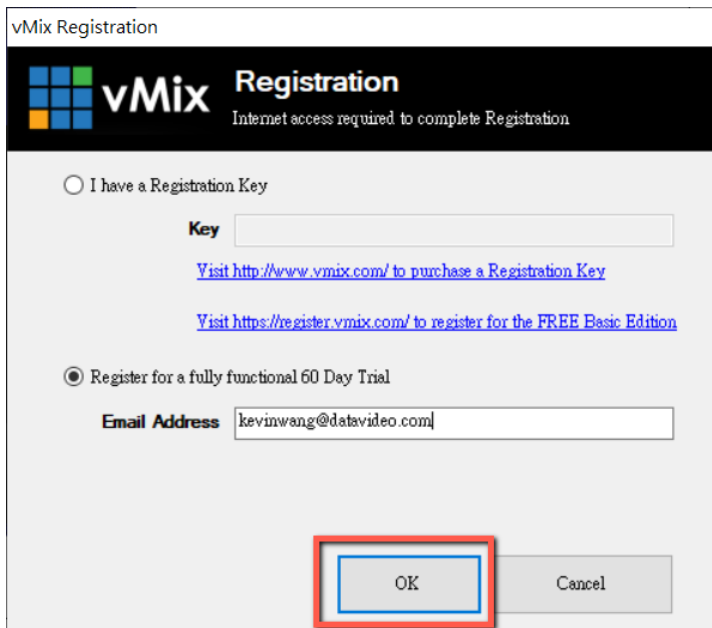 vMix Registration
vMix
Registration
Internet access required to complete Registration
I have a Registration Key
Key
Visit http://www.vmix.com/ to purchase a Registration Key
Visit https://register.vmix.com/ to register for the FREE Basic Edition
Register for a fully functional 60 Day Trial
Email Address kevinwang@datavideo.com
OK Cancel